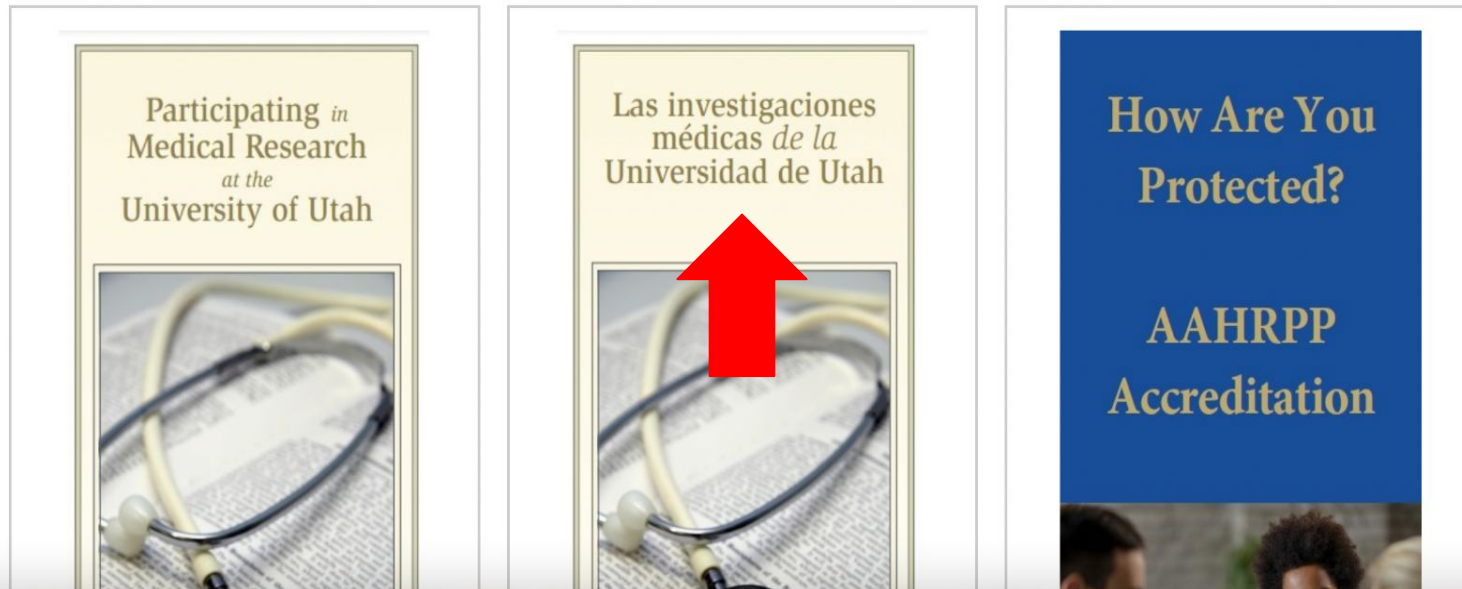 Participating in
Medical Research
at the
University of Utah
Las investigaciones
médicas de la
Universidad de Utah
How Are You
Protected?
AAHRPP
Accreditation